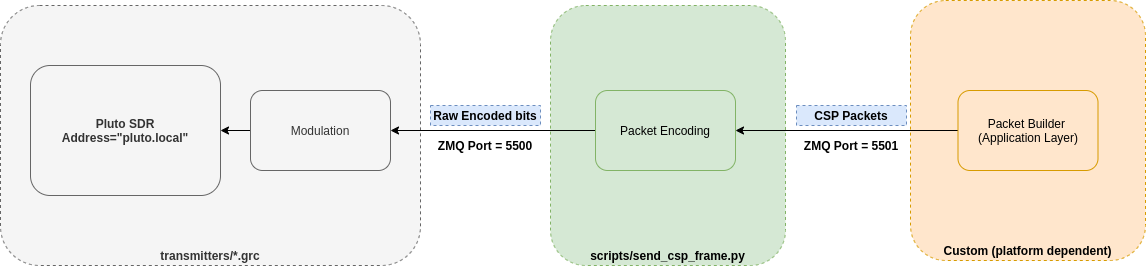 Pluto SDR
Address="pluto.local"
Modulation
transmitters/*.grc
Raw Encoded bits
ZMQ Port = 5500
Packet Encoding
scripts/send_csp_frame.py
CSP Packets
ZMQ Port = 5501
Packet Builder
(Application Layer)
Custom (platform dependent)